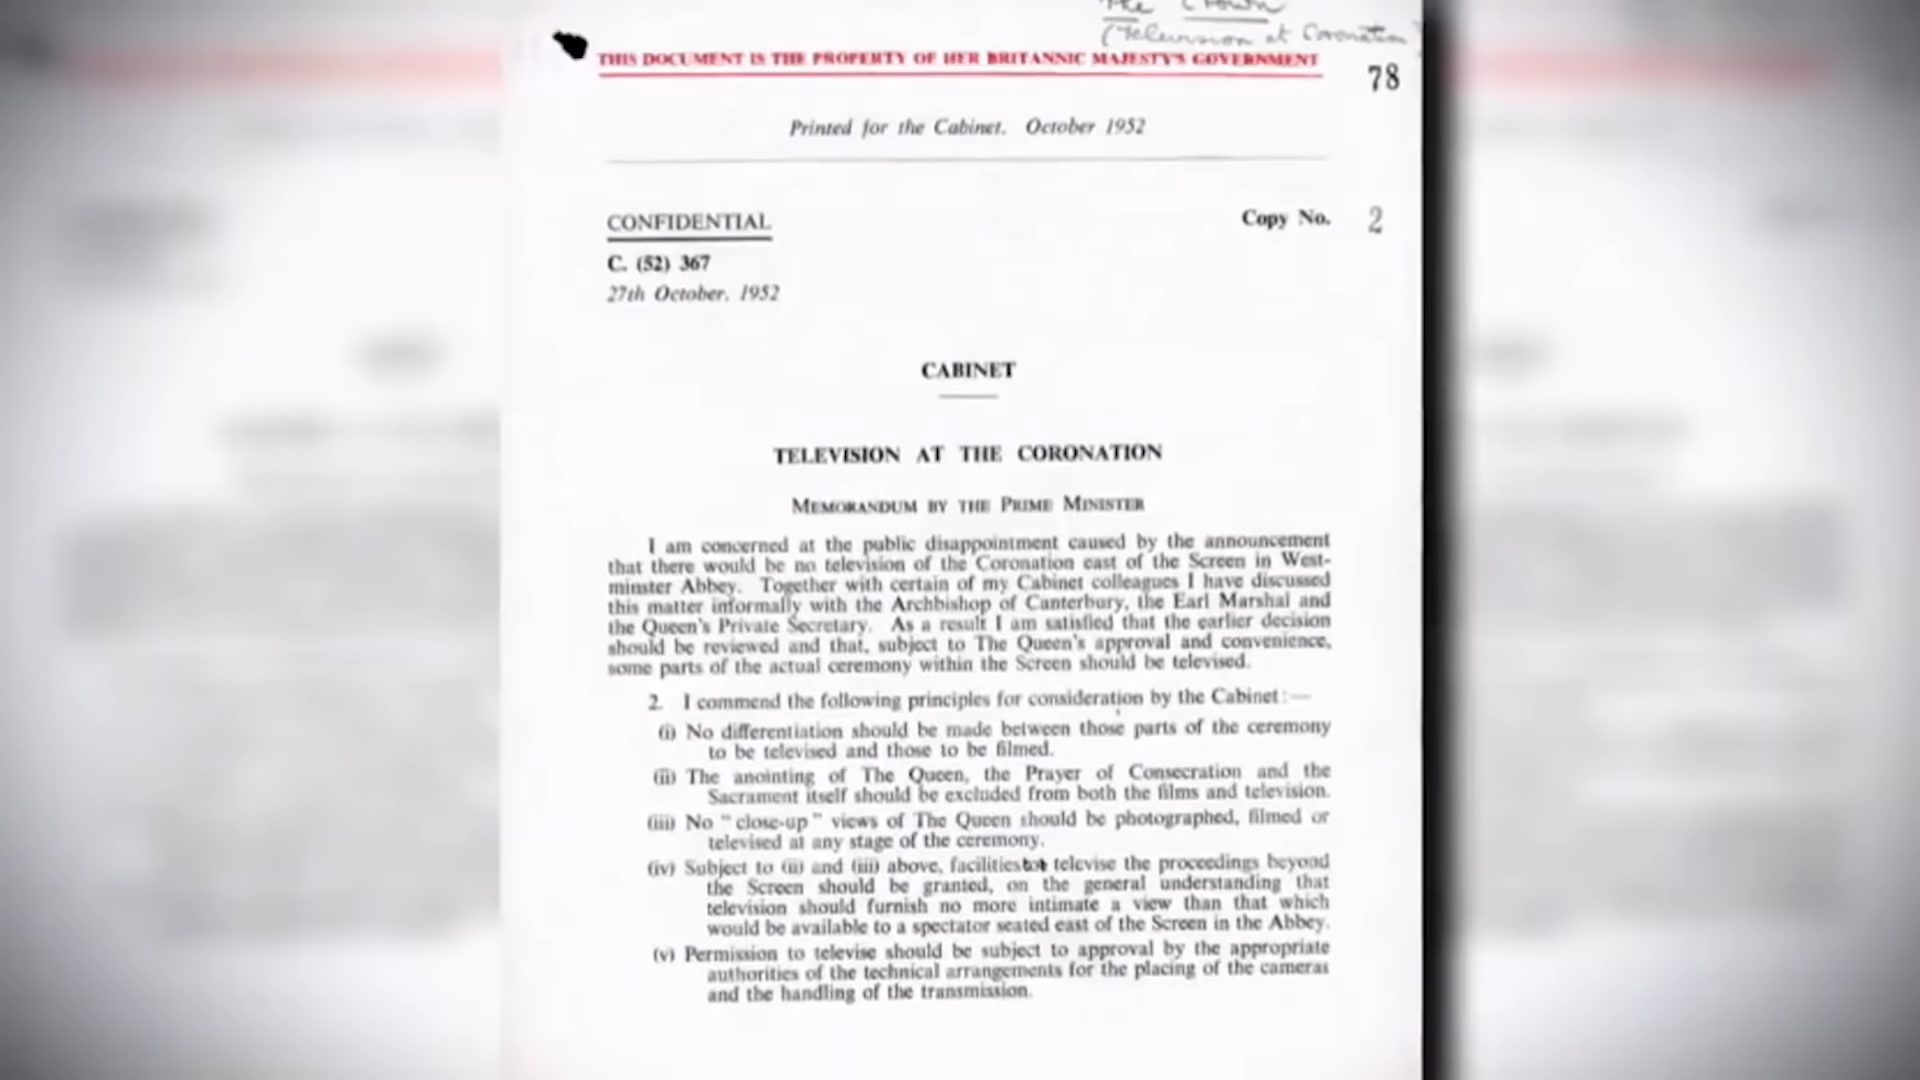 The Crown
(Television at Coronation)
THIS DOCUMENT IS THE PROPERTY OF HER BRITANNIC MAJESTY'S GOVERNMENT
78
Printed for the Cabinet. October 1952
CONFIDENTIAL
Copy No. 2
C. (52) 367
27th October, 1952
CABINET
TELEVISION AT THE CORONATION
MEMORANDUM BY THE PRIME MINISTER
I am concerned at the public disappointment caused by the announcement
that there would be no television of the Coronation east of the Screen in West-
minster Abbey. Together with certain of my Cabinet colleagues I have discussed
this matter informally with the Archbishop of Canterbury, the Earl Marshal and
the Queen's Private Secretary. As a result I am satisfied that the earlier decision
should be reviewed and that, subject to The Queen's approval and convenience,
some parts of the actual ceremony within the Screen should be televised.
2. I commend the following principles for consideration by the Cabinet:—
(i) No differentiation should be made between those parts of the ceremony
to be televised and those to be filmed.
(ii) The anointing of The Queen, the Prayer of Consecration and the
Sacrament itself should be excluded from both the films and television.
(iii) No "close-up" views of The Queen should be photographed, filmed or
televised at any stage of the ceremony.
(iv) Subject to (ii) and (iii) above, facilities to televise the proceedings beyond
the Screen should be granted, on the general understanding that
television should furnish no more intimate a view than that which
would be available to a spectator seated east of the Screen in the Abbey.
(v) Permission to televise should be subject to approval by the appropriate
authorities of the technical arrangements for the placing of the cameras
and the handling of the transmission.